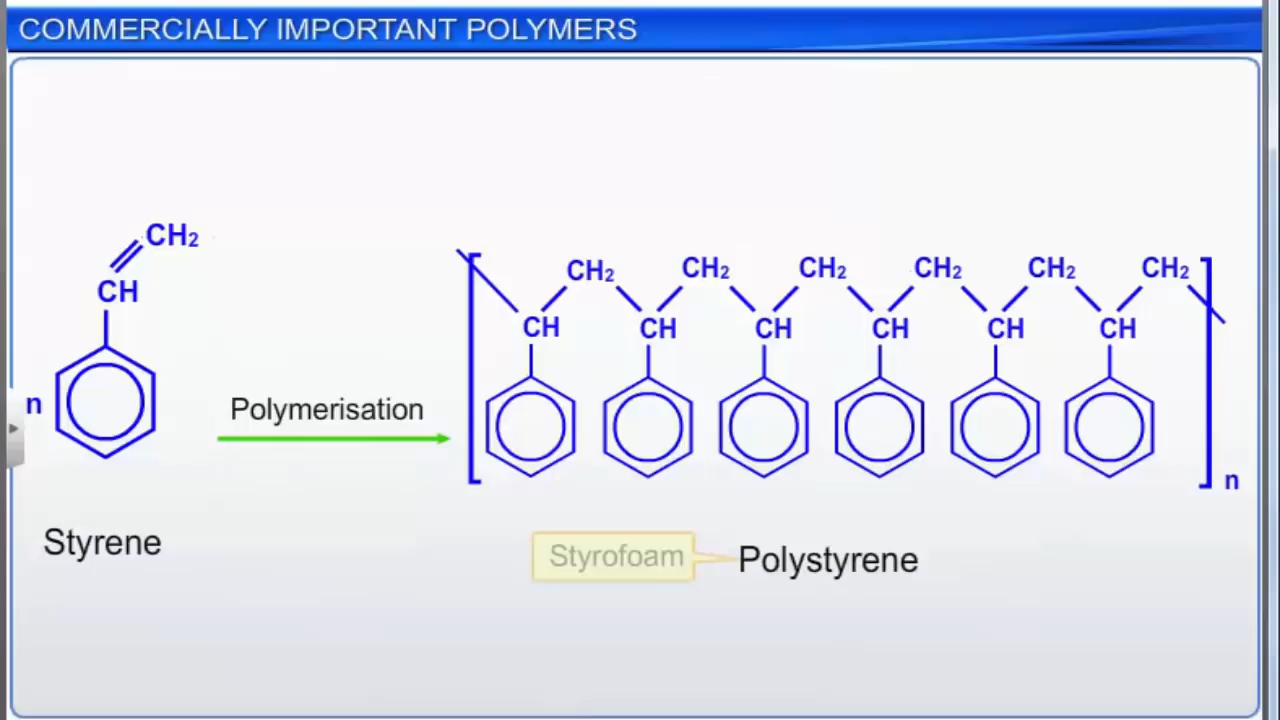 COMMERCIALLY IMPORTANT POLYMERS
CH₂
CH
n
Polymerisation
CH₂ CH₂ CH₂ CH₂ CH₂ CH₂
CH CH CH CH CH CH
n
Styrene
Styrofoam
Polystyrene